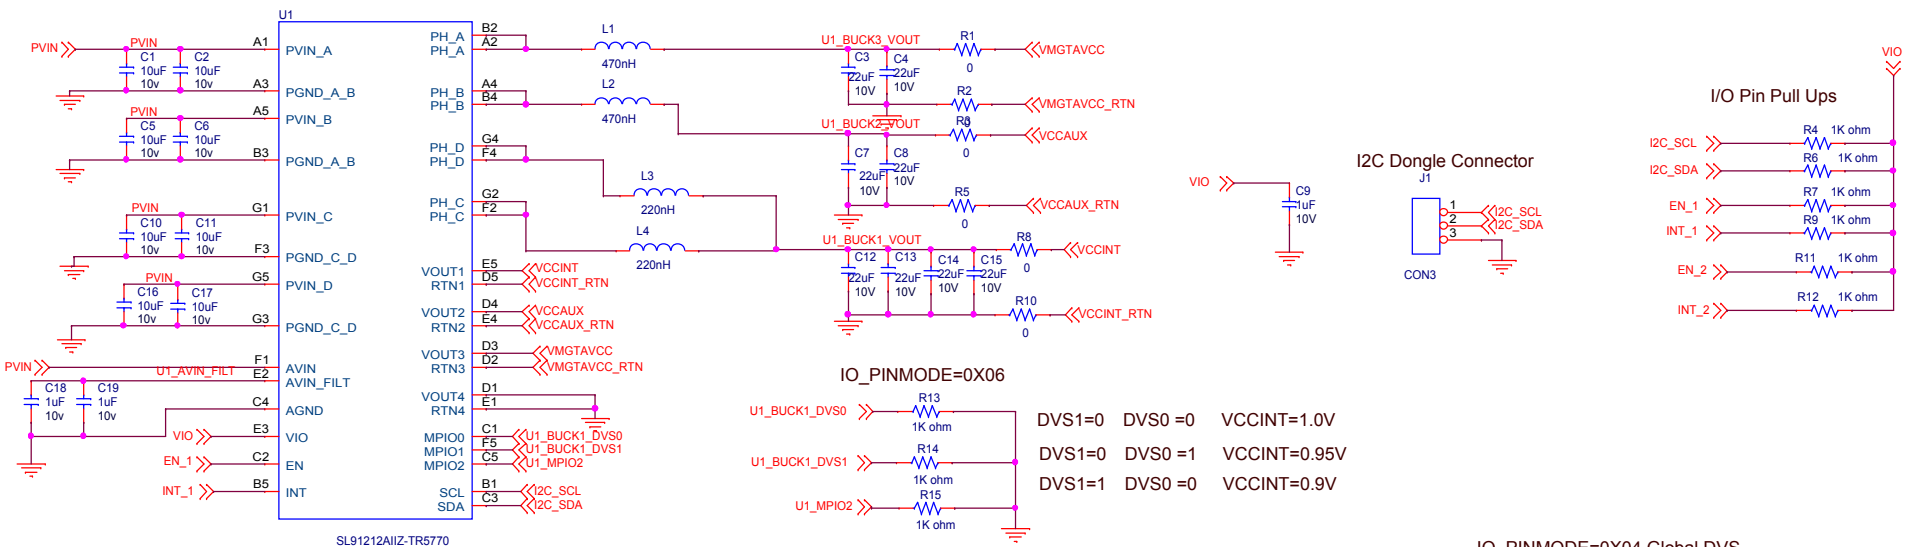 U1
PVIN
PVIN
C1
10uF
10v
C2
10uF
10v
A1
PVIN_A
A3
PGND_A_B
PVIN
C5
10uF
10v
C6
10uF
10v
A5
PVIN_B
B3
PGND_A_B
PVIN
C10
10uF
10v
C11
10uF
10v
G1
PVIN_C
F3
PGND_C_D
PVIN
C16
10uF
10v
C17
10uF
10v
G5
PVIN_D
G3
PGND_C_D
PVIN
F1
AVIN
U1_AVIN_FILT
E2
AVIN_FILT
C18
1uF
10v
C19
1uF
10v
C4
AGND
VIO
E3
VIO
EN_1
C2
EN
INT_1
B5
INT
PH_A
B2
PH_A
A2
PH_B
A4
PH_B
B4
PH_D
G4
PH_D
F4
PH_C
G2
PH_C
F2
VOUT1
E5
VCCINT
RTN1
D5
VCCINT_RTN
VOUT2
D4
VCCAUX
RTN2
E4
VCCAUX_RTN
VOUT3
D3
VMGTAVCC
RTN3
D2
VMGTAVCC_RTN
VOUT4
D1
RTN4
E1
MPIO0
C1
U1_BUCK1_DVS0
MPIO1
F5
U1_BUCK1_DVS1
MPIO2
C5
U1_MPIO2
SCL
B1
I2C_SCL
SDA
C3
I2C_SDA
SL91212AIIZ-TR5770
L1
470nH
L2
470nH
L3
220nH
L4
220nH
U1_BUCK3_VOUT
C3
22uF
10V
C4
22uF
10V
R1
0
VMGTAVCC
R2
0
VMGTAVCC_RTN
U1_BUCK2_VOUT
C7
22uF
10V
C8
22uF
10V
R3
0
VCCAUX
R5
0
VCCAUX_RTN
U1_BUCK1_VOUT
C12
22uF
10V
C13
22uF
10V
C14
22uF
10V
C15
22uF
10V
R8
0
VCCINT
R10
0
VCCINT_RTN
IO_PINMODE=0X06
U1_BUCK1_DVS0
R13
1K ohm
U1_BUCK1_DVS1
R14
1K ohm
U1_MPIO2
R15
1K ohm
DVS1=0 DVS0 =0 VCCINT=1.0V
DVS1=0 DVS0 =1 VCCINT=0.95V
DVS1=1 DVS0 =0 VCCINT=0.9V
VIO
C9
1uF
10V
I2C Dongle Connector
J1
1
I2C_SCL
2
I2C_SDA
3
CON3
VIO
I/O Pin Pull Ups
I2C_SCL
R4 1K ohm
I2C_SDA
R6 1K ohm
EN_1
R7 1K ohm
INT_1
R9 1K ohm
EN_2
R11 1K ohm
INT_2
R12 1K ohm
IO_PINMODE=0X04 Global DVS